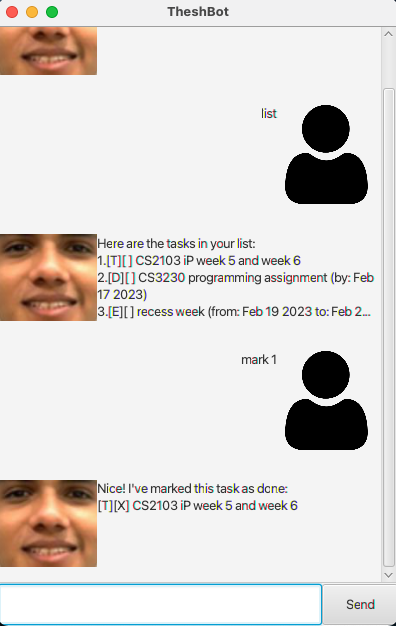 TheshBot
list
Here are the tasks in your list:
1.[T][ ] CS2103 iP week 5 and week 6
2.[D][ ] CS3230 programming assignment (by: Feb
17 2023)
3.[E][ ] recess week (from: Feb 19 2023 to: Feb 2...
mark 1
Nice! I've marked this task as done:
[T][X] CS2103 iP week 5 and week 6
Send